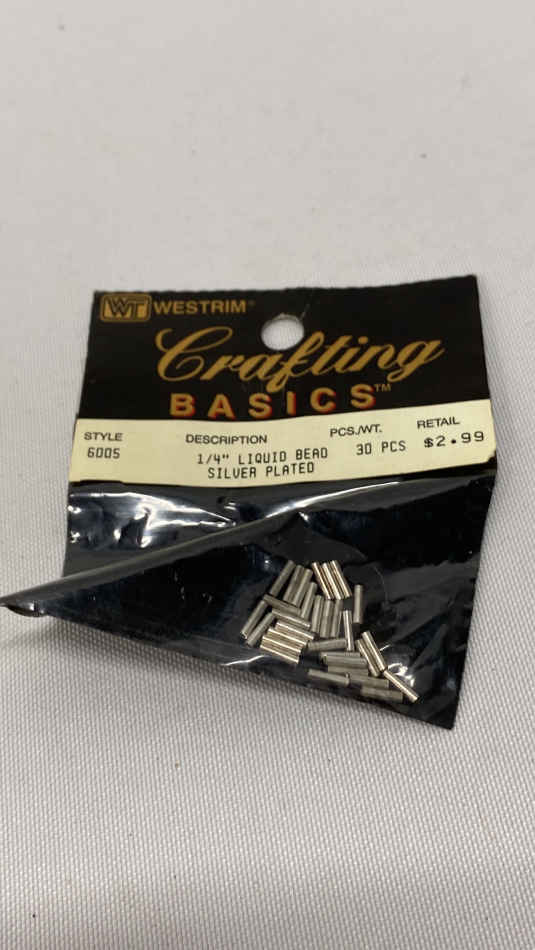 WT WESTRIM®
Crafting
BASICS™
STYLE DESCRIPTION PCS./WT. RETAIL
6005 1/4" LIQUID BEAD 30 PCS $2.99
SILVER PLATED